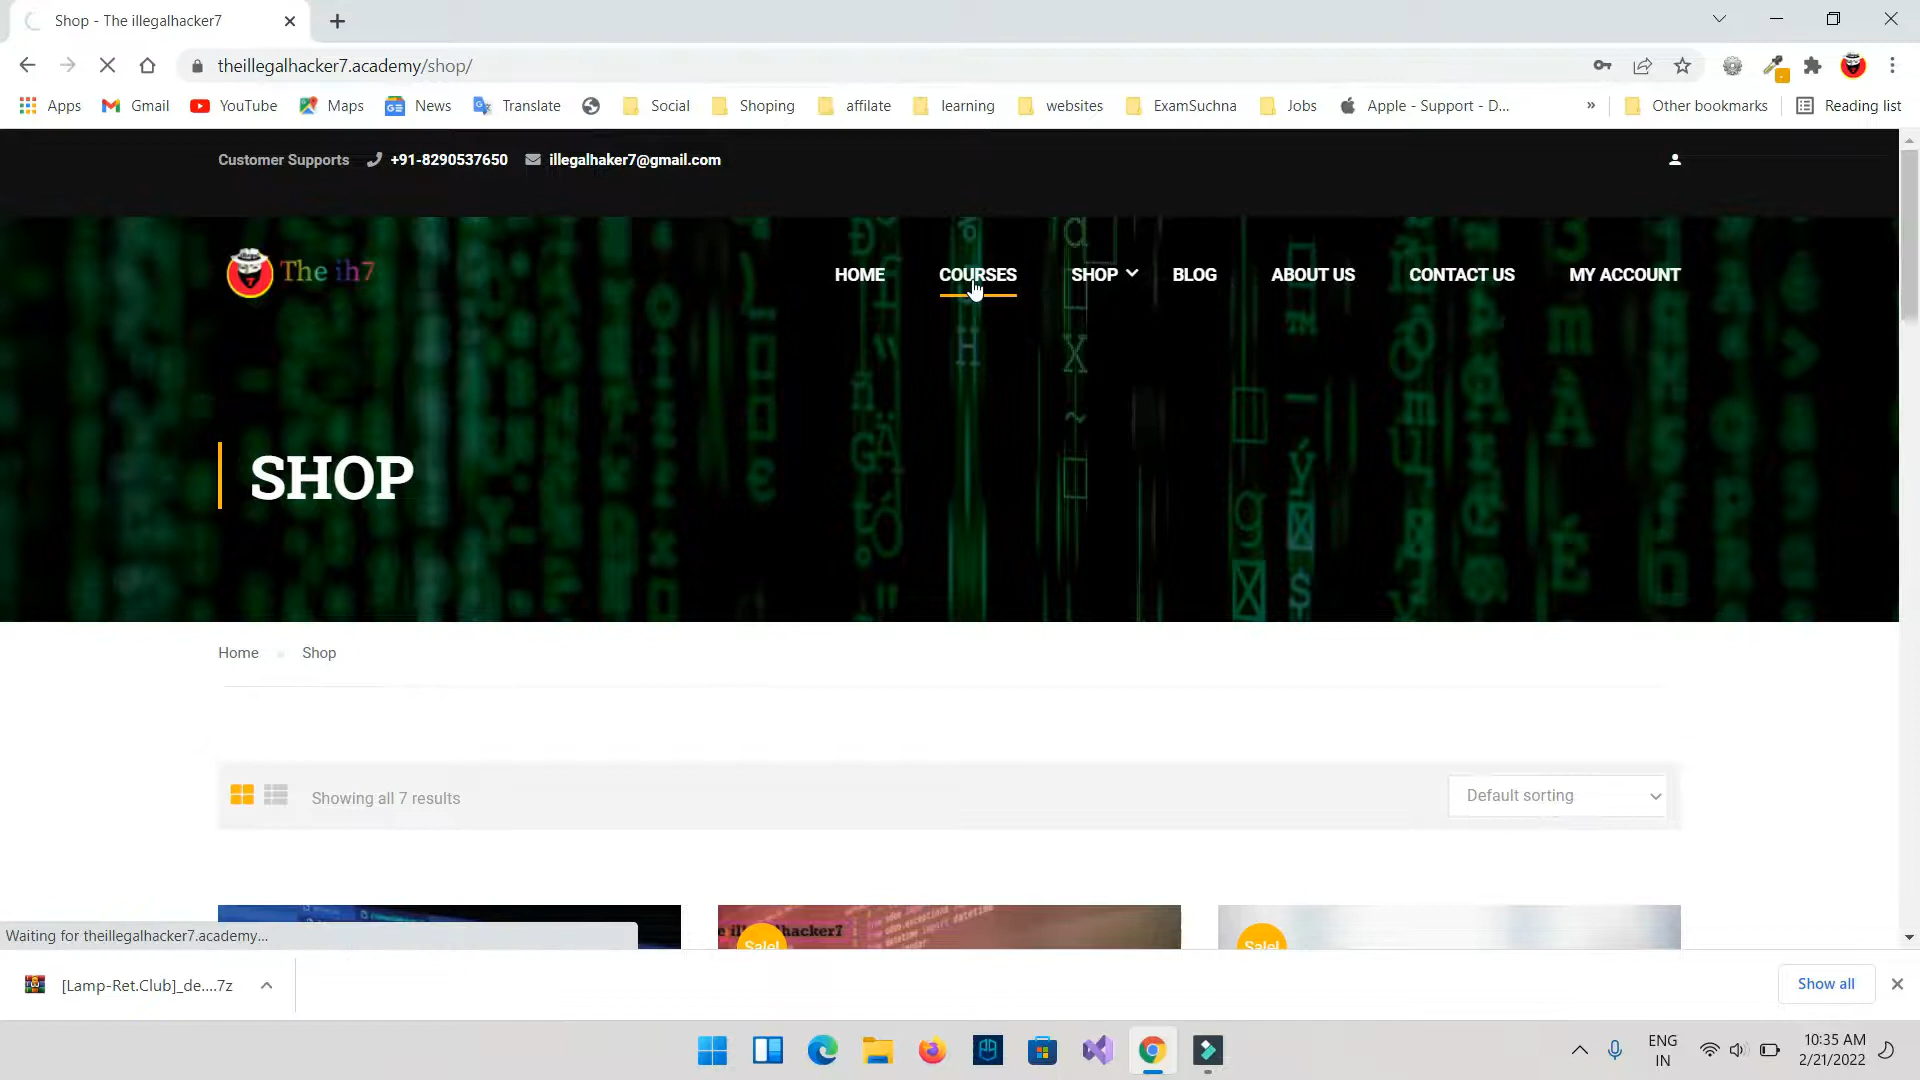 Shop - The illegalhacker7
theillegalhacker7.academy/shop/
Apps Gmail YouTube Maps News Translate Social Shoping affilate learning websites ExamSuchna Jobs Apple - Support - D... » Other bookmarks Reading list
Customer Supports +91-8290537650 illegalhaker7@gmail.com
The ih7
HOME COURSES SHOP BLOG ABOUT US CONTACT US MY ACCOUNT
SHOP
Home Shop
Showing all 7 results
Default sorting
Sale! Sale!
Waiting for theillegalhacker7.academy...
[Lamp-Ret.Club]_de....7z
Show all
ENG
IN
10:35 AM
2/21/2022